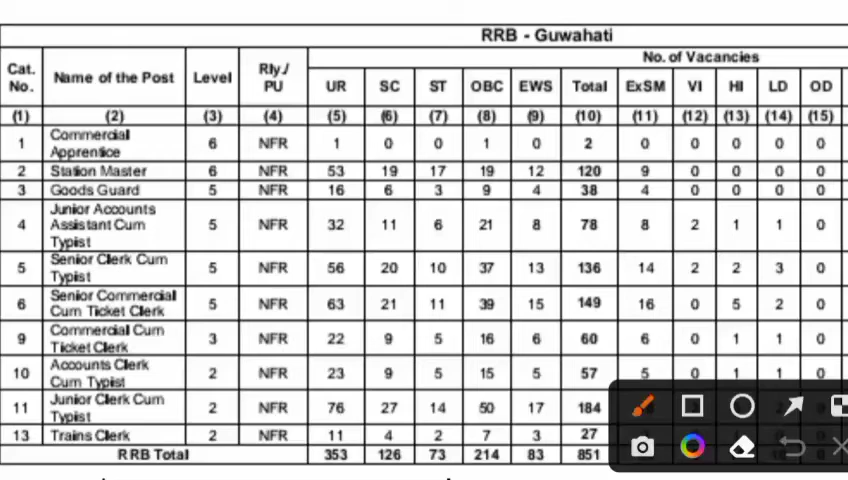 RRB - Guwahati
Cat. No. Name of the Post Level Rly./ PU No. of Vacancies
UR SC ST OBC EWS Total ExSM VI HI LD OD
(1) (2) (3) (4) (5) (6) (7) (8) (9) (10) (11) (12) (13) (14) (15)
1 Commercial Apprentice 6 NFR 1 0 0 1 0 2 0 0 0 0 0
2 Station Master 6 NFR 53 19 17 19 12 120 9 0 0 0 0
3 Goods Guard 5 NFR 16 6 3 9 4 38 4 0 0 0 0
4 Junior Accounts Assistant Cum Typist 5 NFR 32 11 6 21 8 78 8 2 1 1 0
5 Senior Clerk Cum Typist 5 NFR 56 20 10 37 13 136 14 2 2 3 0
6 Senior Commercial Cum Ticket Clerk 5 NFR 63 21 11 39 15 149 16 0 5 2 0
9 Commercial Cum Ticket Clerk 3 NFR 22 9 5 16 6 60 6 0 1 1 0
10 Accounts Clerk Cum Typist 2 NFR 23 9 5 15 5 57 5 0 1 1 0
11 Junior Clerk Cum Typist 2 NFR 76 27 14 50 17 184
13 Trains Clerk 2 NFR 11 4 2 7 3 27
RRB Total 353 126 73 214 83 851